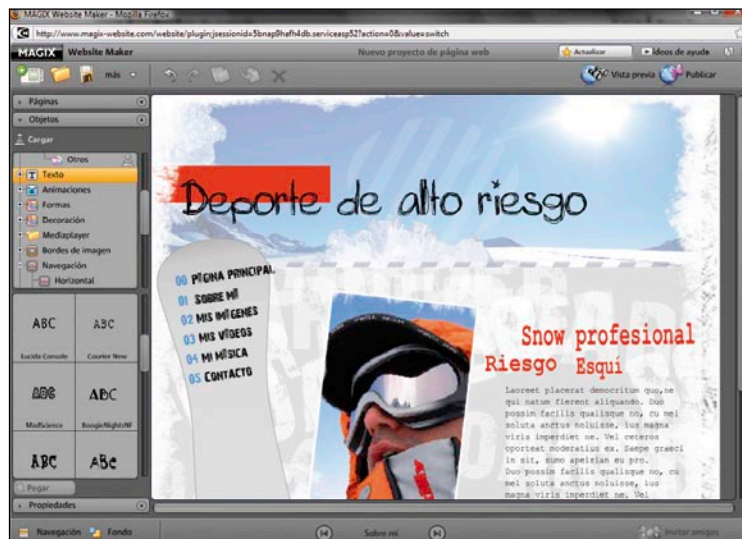 MAGIX Website Maker - Mozilla Firefox
http://www.magix-website.com/website/plugin;jsessionid=5bnap9hafh4db.serviceasp52?action=0&value=switch
MAGIX Website Maker Nuevo proyecto de página web Actualizar Ideos de ayuda
más Vista previa Publicar
Páginas
Objetos
Cargar
Otros
Texto
Animaciones
Formas
Decoración
Mediaplayer
Bordes de imagen
Navegación
Horizontal
ABC ABC
Lucida Console Courier New
ABC ABC
MadScience BoogieNightsNF
ABC ABC
Pegar
Propiedades
Navegación Fondo Sobre mí Invitar amigos
Deporte de alto riesgo
00 PÁGINA PRINCIPAL
01 SOBRE MÍ
02 MIS IMÍGENES
03 MIS VÍDEOS
04 MI MÍSICA
05 CONTACTO
Snow profesional
Riesgo Esquí
Laoreet placerat democritum quo,ne
qui natum fierent aliquando. Duo
possim facilis qualisque no, cu mel
soluta anctus noluisse, ius magna
viris imperdiet ne. Vel ceteros
oporteat moderatius ex. Saepe graeci
in sit, sumo apeirian eu pro.
Duo possim facilis qualisque no, cu
mel soluta anctus noluisse, ius
magna viris imperdiet ne. Vel